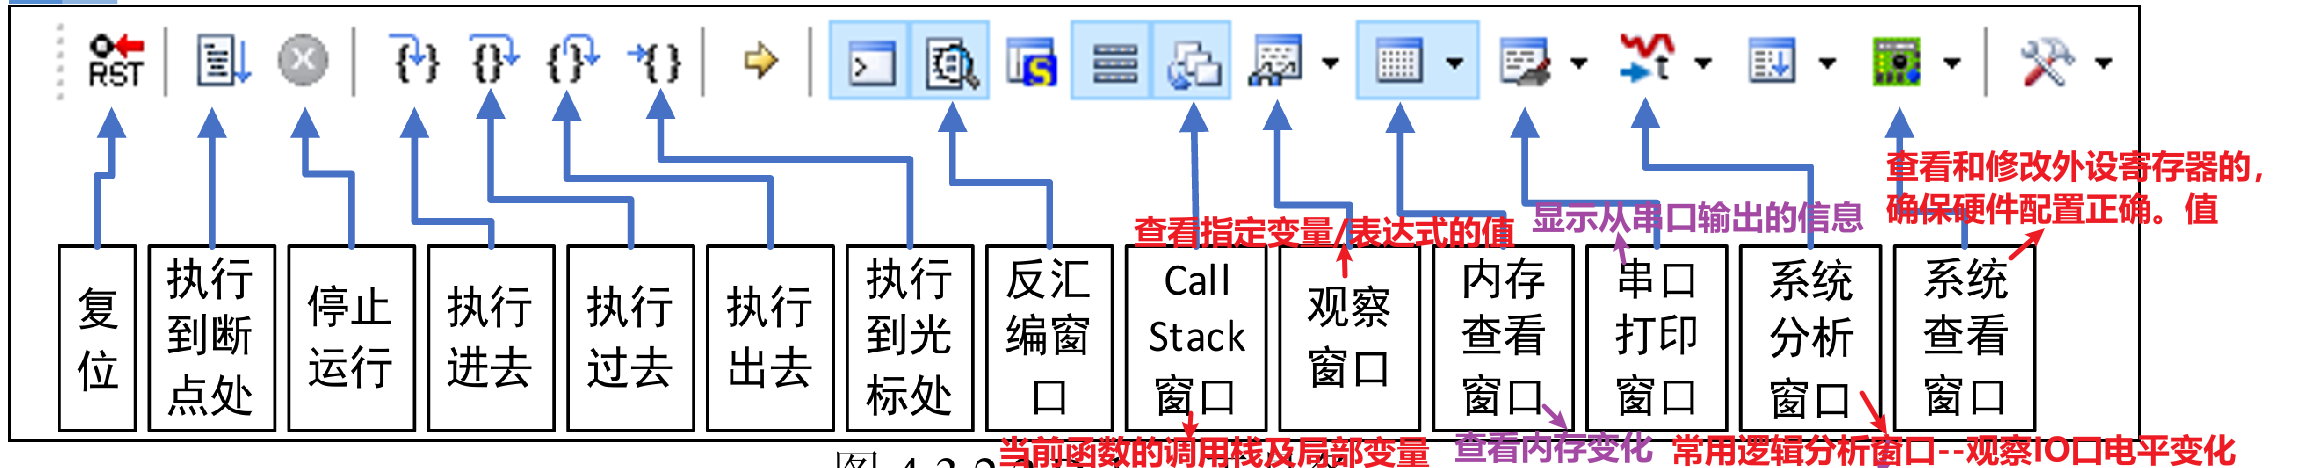 RST
t
查看和修改外设寄存器的,
确保硬件配置正确。值
查看指定变量/表达式的值
显示从串口输出的信息
复
位
执行
到断
点处
停止
运行
执行
进去
执行
过去
执行
出去
执行
到光
标处
反汇
编窗
口
Call
Stack
窗口
观察
窗口
内存
查看
窗口
串口
打印
窗口
系统
分析
窗口
系统
查看
窗口
当前函数的调用栈及局部变量
查看内存变化
常用逻辑分析窗口--观察IO口电平变化